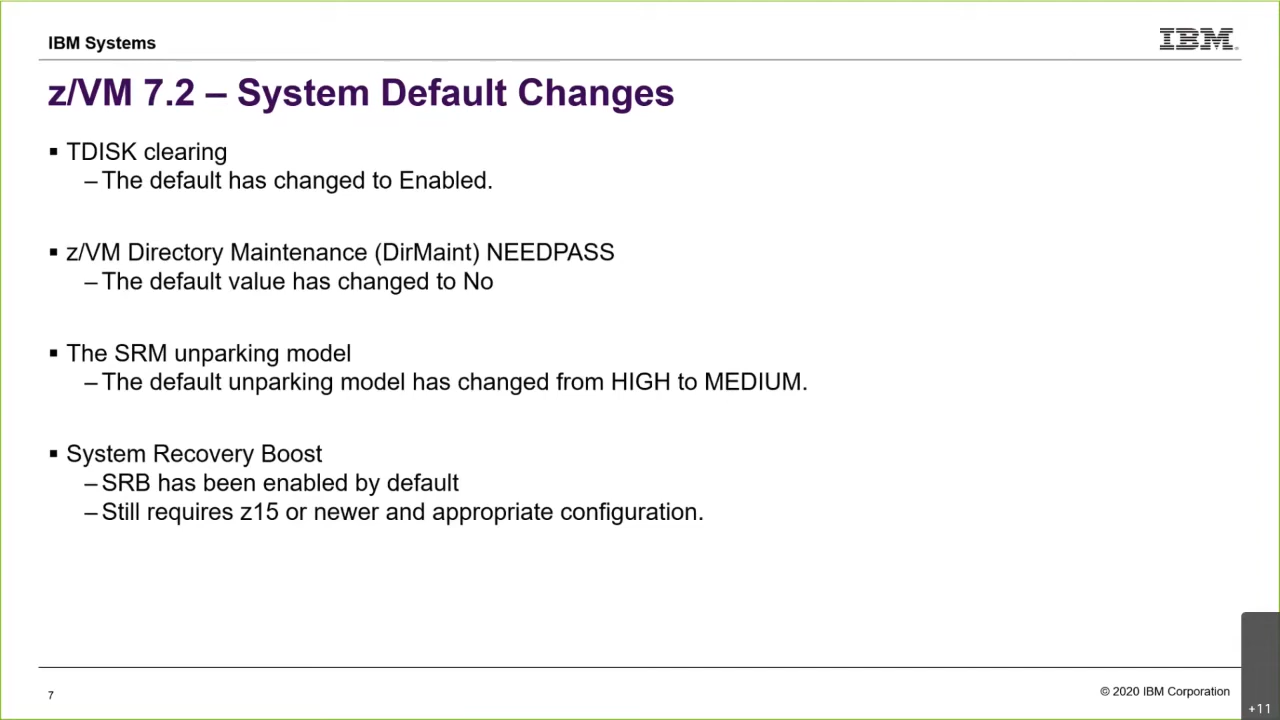 IBM Systems
IBM
z/VM 7.2 – System Default Changes
▪ TDISK clearing
– The default has changed to Enabled.
▪ z/VM Directory Maintenance (DirMaint) NEEDPASS
– The default value has changed to No
▪ The SRM unparking model
– The default unparking model has changed from HIGH to MEDIUM.
▪ System Recovery Boost
– SRB has been enabled by default
– Still requires z15 or newer and appropriate configuration.
7
© 2020 IBM Corporation
+11